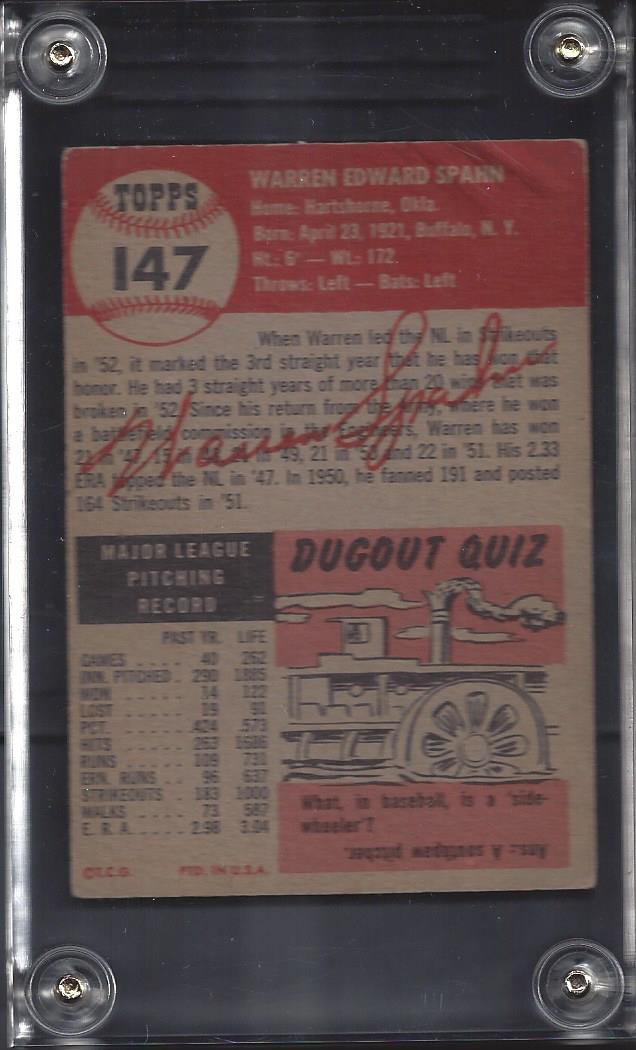 TOPPS
147
WARREN EDWARD SPAHN
Home: Hartshorne, Okla.
Born: April 23, 1921, Buffalo, N. Y.
Ht.: 6' — Wt.: 172.
Throws: Left — Bats: Left
When Warren led the NL in Strikeouts
in '52, it marked the 3rd straight year that he has won that
honor. He had 3 straight years of more than 20 wins that was
broken in '52. Since his return from the Army, where he won
a battlefield commission in the Engineers, Warren has won
21 in '47, 15 in 21 in '49, 21 in '50 and 22 in '51. His 2.33
ERA topped the NL in '47. In 1950, he fanned 191 and posted
164 Strikeouts in '51.
Warren Spahn
MAJOR LEAGUE
PITCHING
RECORD
PAST YR. LIFE
GAMES . . . . 40 262
INN. PITCHED . 290 1885
WON . . . . . 14 122
LOST . . . . . 19 91
PCT. . . . . . .424 .573
HITS . . . . . 263 1686
RUNS . . . . . 109 731
ERN. RUNS . . 96 637
STRIKEOUTS . 183 1000
WALKS . . . . 73 587
E. R. A. . . . . 2.98 3.04
©T.C.G. PTD. IN U.S.A.
DUGOUT QUIZ
What, in baseball, is a 'side-
wheeler'?
Ans: A southpaw pitcher.